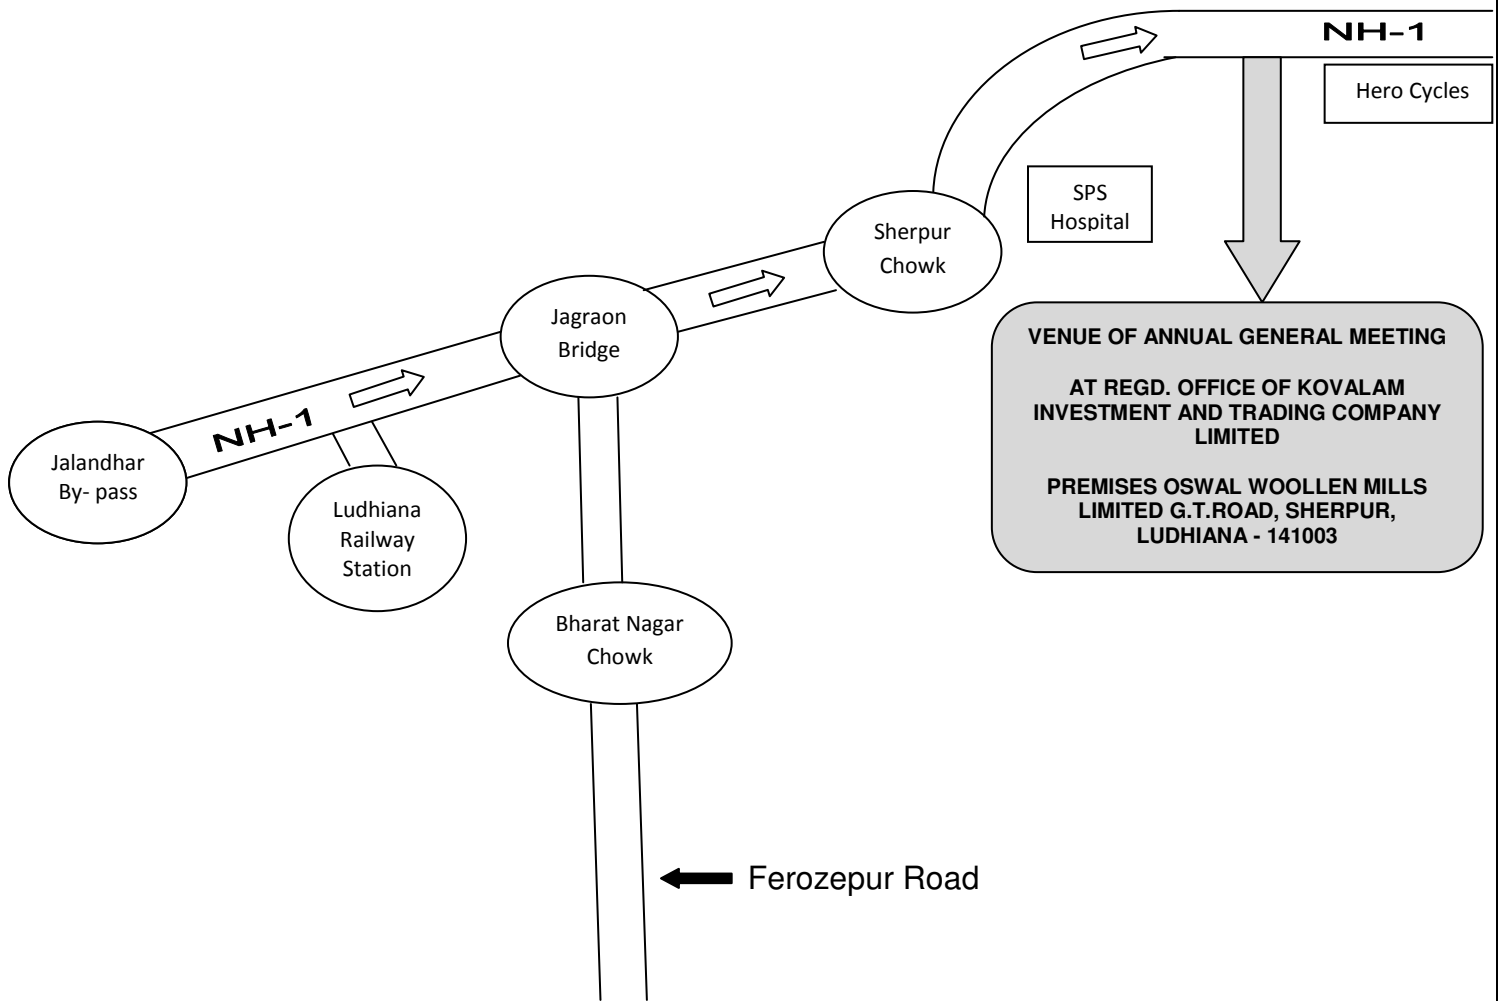 NH-1
Hero Cycles
SPS
Hospital
Sherpur
Chowk
Jagraon
Bridge
VENUE OF ANNUAL GENERAL MEETING
AT REGD. OFFICE OF KOVALAM
INVESTMENT AND TRADING COMPANY
LIMITED
PREMISES OSWAL WOOLLEN MILLS
LIMITED G.T.ROAD, SHERPUR,
LUDHIANA - 141003
NH-1
Jalandhar
By- pass
Ludhiana
Railway
Station
Bharat Nagar
Chowk
Ferozepur Road